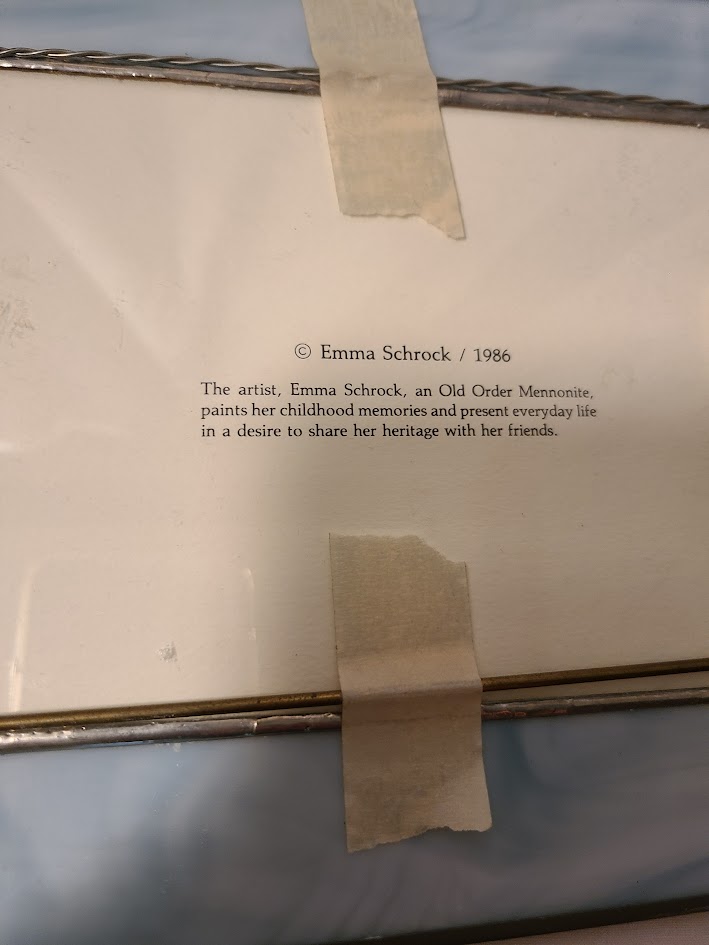 © Emma Schrock / 1986
The artist, Emma Schrock, an Old Order Mennonite,
paints her childhood memories and present everyday life
in a desire to share her heritage with her friends.